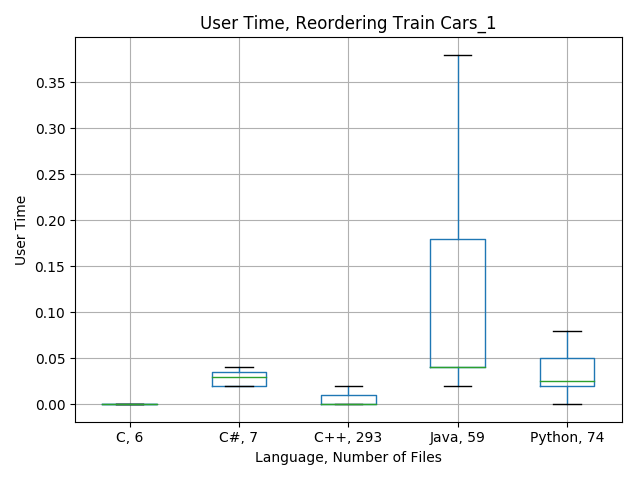 User Time, Reordering Train Cars_1
User Time
0.35
0.30
0.25
0.20
0.15
0.10
0.05
0.00
C, 6
C#, 7
C++, 293
Java, 59
Python, 74
Language, Number of Files